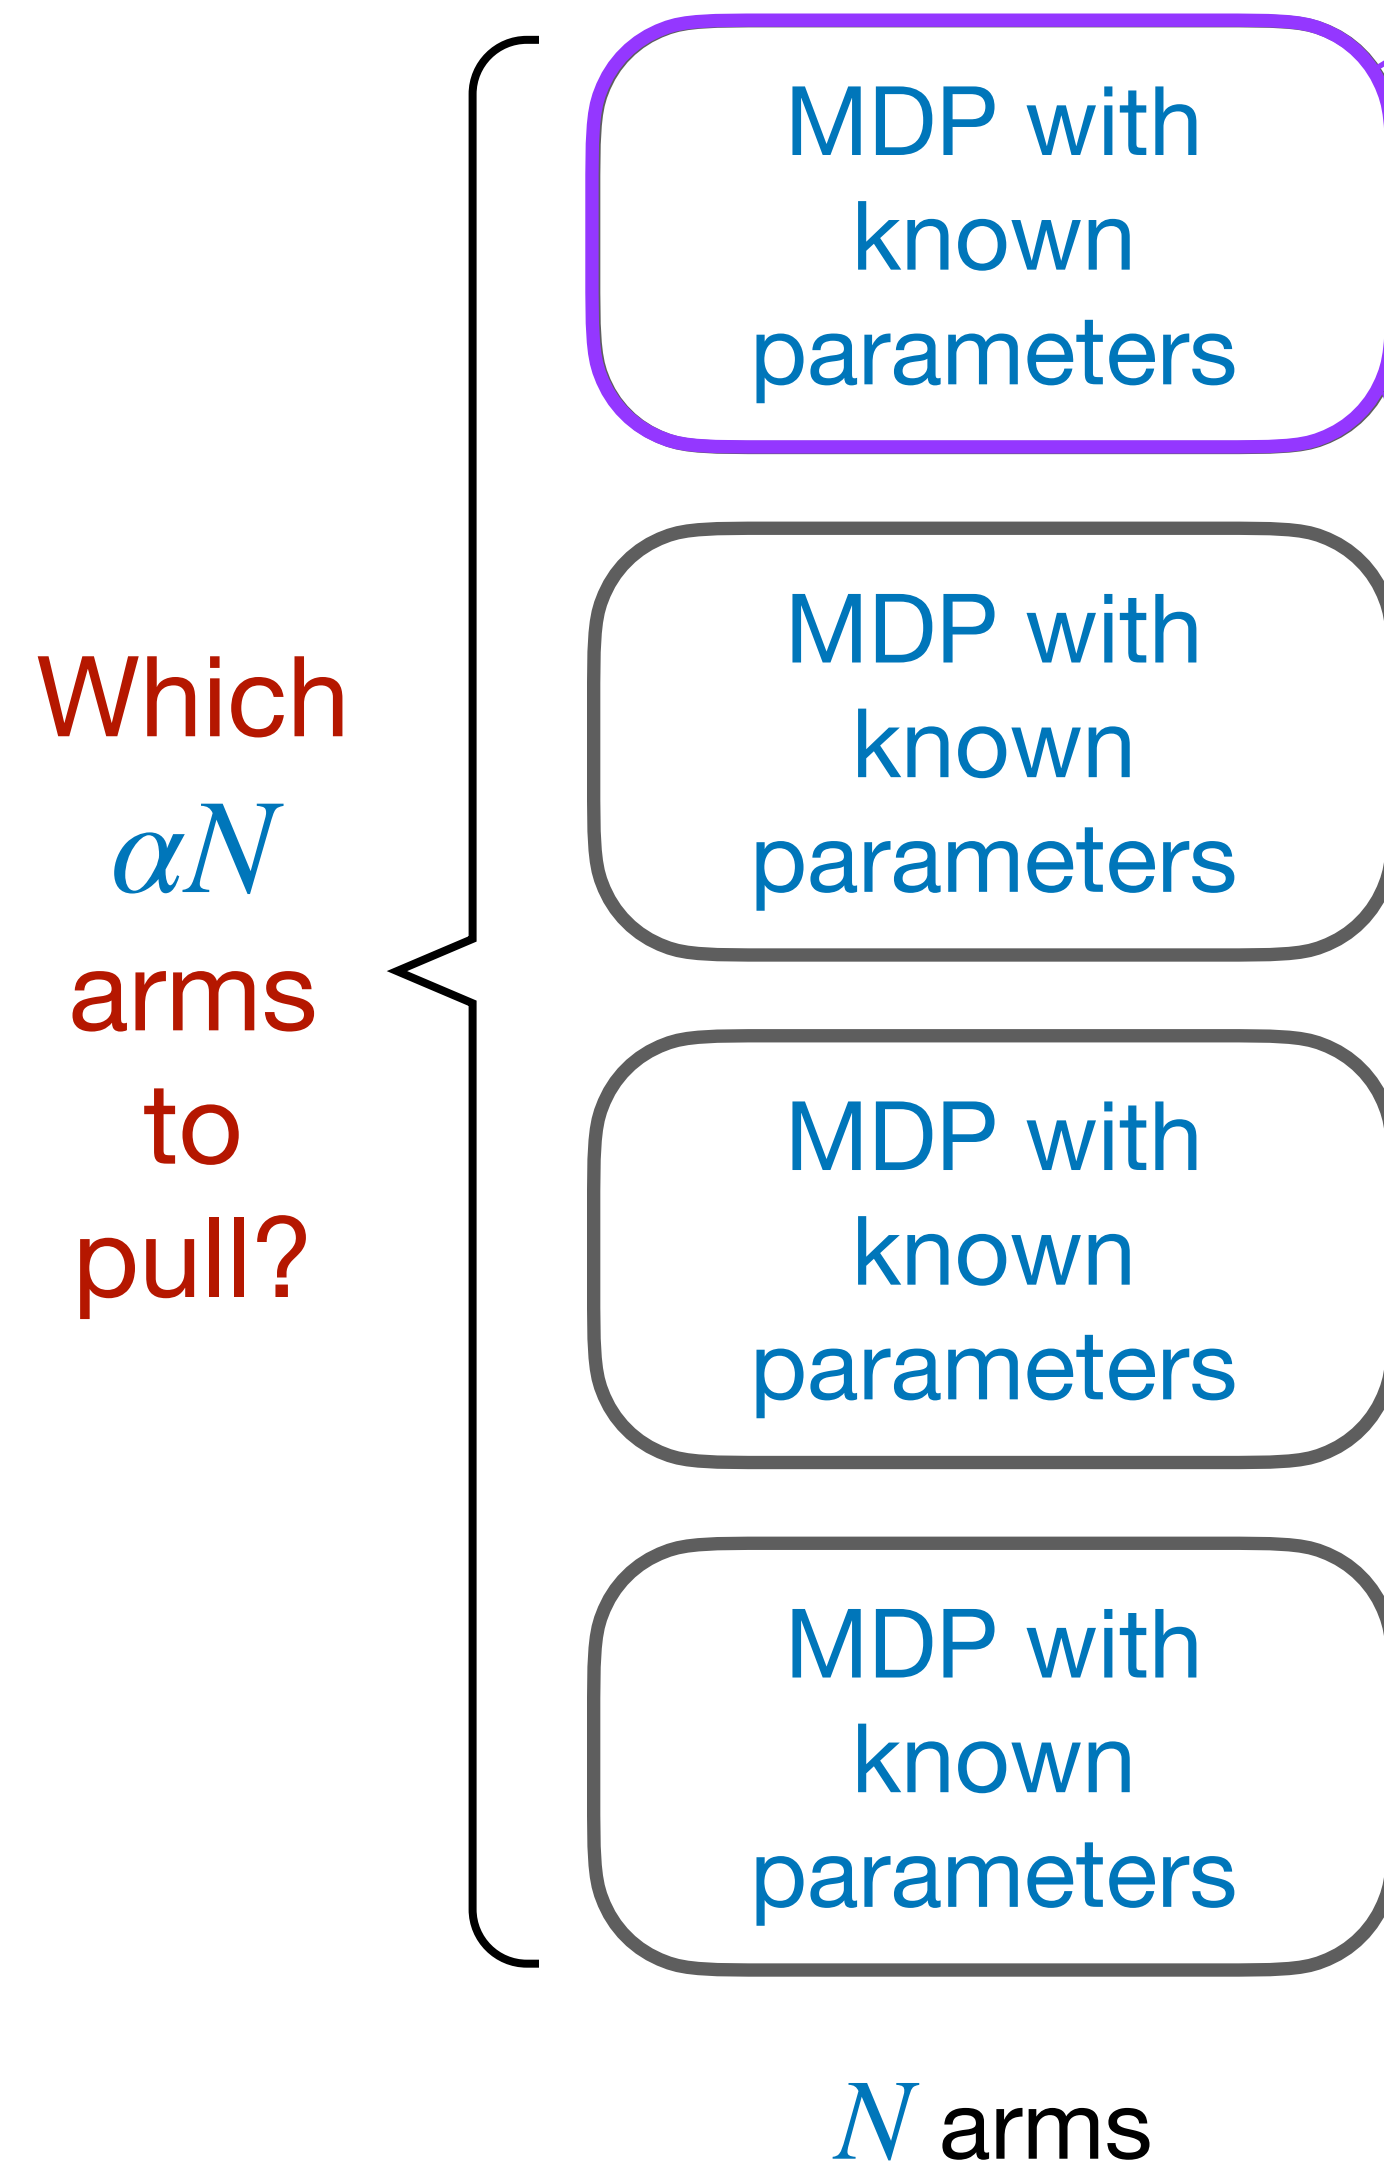 Which
αN
arms
to
pull?
MDP with
known
parameters
MDP with
known
parameters
MDP with
known
parameters
MDP with
known
parameters
N arms